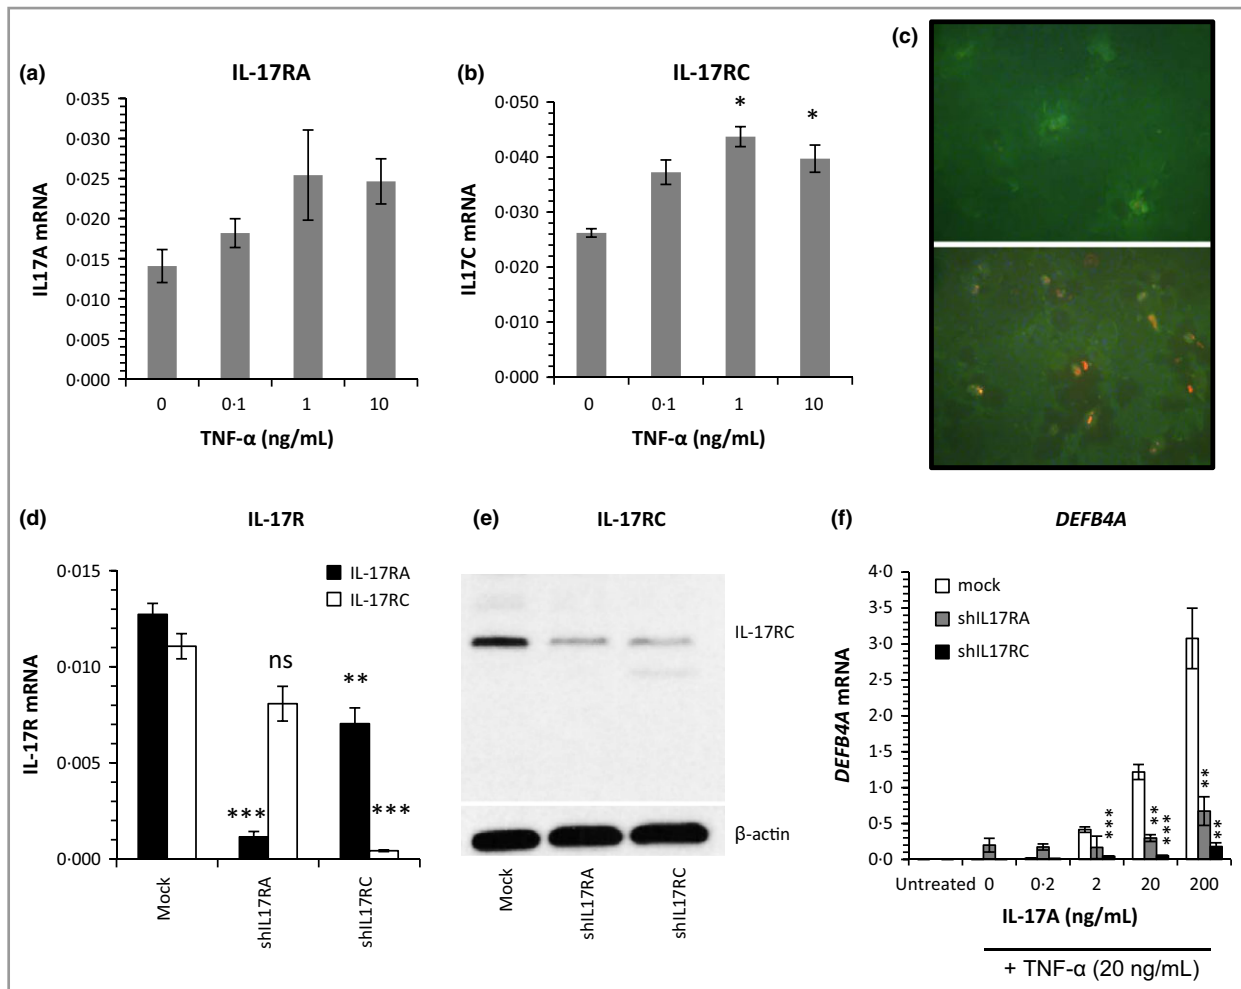 (a)
IL-17RA
IL17A mRNA
0·035
0·030
0·025
0·020
0·015
0·010
0·005
0·000
0 0·1 1 10
TNF-α (ng/mL)
(b)
IL-17RC
IL17C mRNA
0·050
0·040
0·030
0·020
0·010
0·000
* *
0 0·1 1 10
TNF-α (ng/mL)
(c)
(d)
IL-17R
IL-17R mRNA
0·015
0·010
0·005
0·000
IL-17RA
IL-17RC
ns
**
*** ***
Mock
shIL17RA
shIL17RC
(e)
IL-17RC
IL-17RC
β-actin
Mock
shIL17RA
shIL17RC
(f)
DEFB4A
DEFB4A mRNA
4·0
3·5
3·0
2·5
2·0
1·5
1·0
0·5
0·0
mock
shIL17RA
shIL17RC
***
**
***
**
**
Untreated 0 0·2 2 20 200
IL-17A (ng/mL)
+ TNF-α (20 ng/mL)